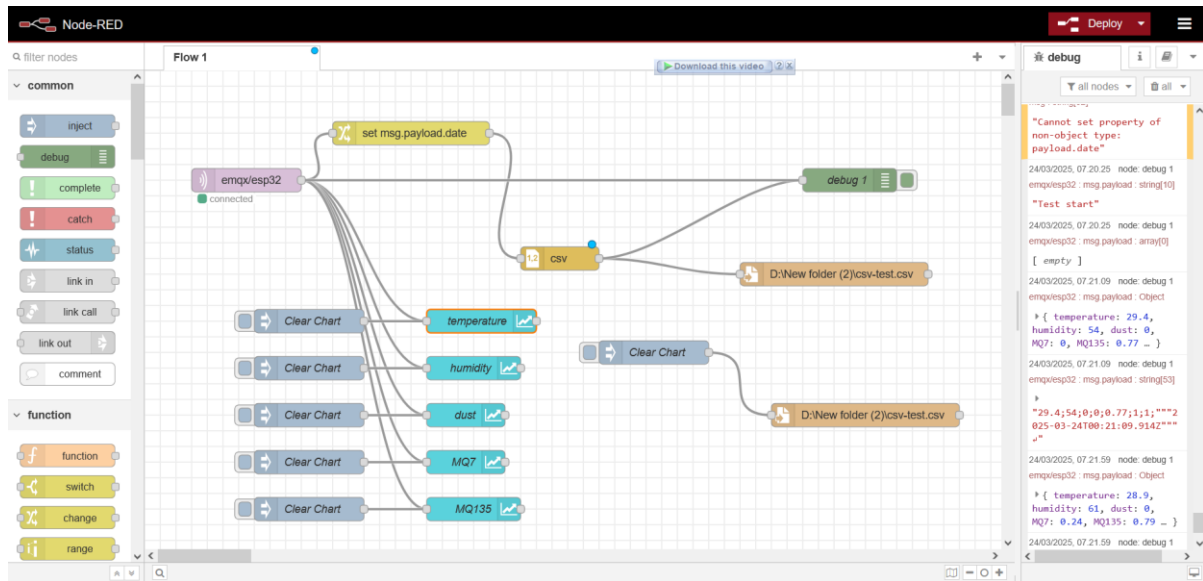 Node-RED
Deploy
filter nodes
common
inject
debug
complete
catch
status
link in
link call
link out
comment
function
function
switch
change
range
Flow 1
Download this video
set msg.payload.date
emqx/esp32
connected
debug 1
1,2 csv
D:\New folder (2)\csv-test.csv
Clear Chart
temperature
Clear Chart
Clear Chart
humidity
Clear Chart
dust
D:\New folder (2)\csv-test.csv
Clear Chart
MQ7
Clear Chart
MQ135
debug
i
all nodes
all
"Cannot set property of
non-object type:
payload.date"
24/03/2025, 07.20.25 node: debug 1
emqx/esp32 : msg.payload : string[10]
"Test start"
24/03/2025, 07.20.25 node: debug 1
emqx/esp32 : msg.payload : array[0]
[ empty ]
24/03/2025, 07.21.09 node: debug 1
emqx/esp32 : msg.payload : Object
{ temperature: 29.4,
humidity: 54, dust: 0,
MQ7: 0, MQ135: 0.77 … }
24/03/2025, 07.21.09 node: debug 1
emqx/esp32 : msg.payload : string[53]
"29.4;54;0;0;0.77;1;1;"""2
025-03-24T00:21:09.914Z"""
↵"
24/03/2025, 07.21.59 node: debug 1
emqx/esp32 : msg.payload : Object
{ temperature: 28.9,
humidity: 61, dust: 0,
MQ7: 0.24, MQ135: 0.79 … }
24/03/2025, 07.21.59 node: debug 1